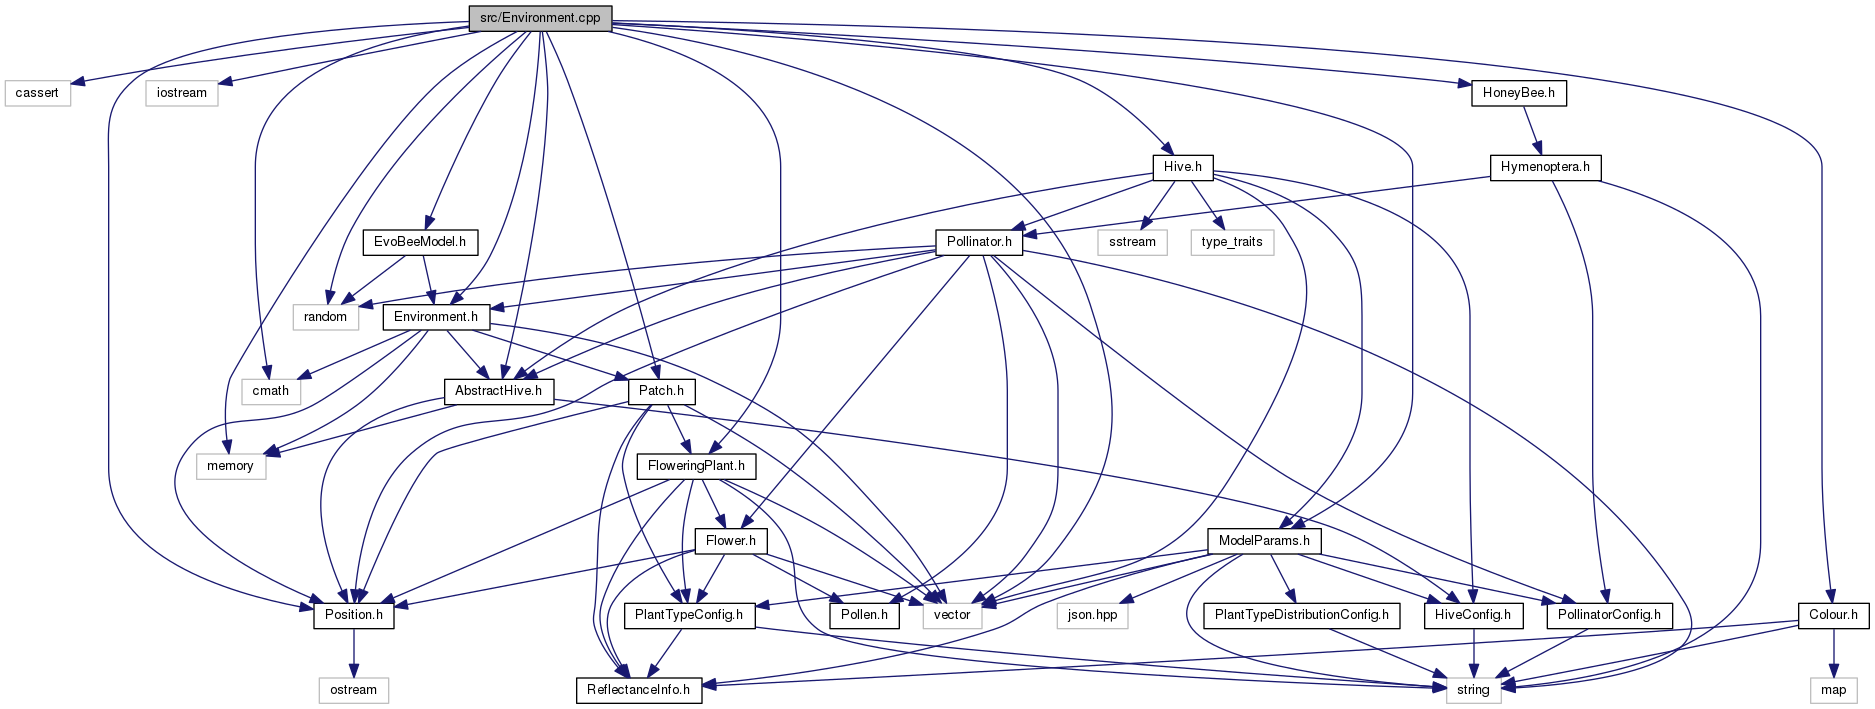 src/Environment.cpp
cassert
iostream
HoneyBee.h
Hive.h
Hymenoptera.h
EvoBeeModel.h
Pollinator.h
sstream
type_traits
random
Environment.h
cmath
AbstractHive.h
Patch.h
memory
FloweringPlant.h
Flower.h
ModelParams.h
Position.h
PlantTypeConfig.h
Pollen.h
vector
json.hpp
PlantTypeDistributionConfig.h
HiveConfig.h
PollinatorConfig.h
Colour.h
ostream
ReflectanceInfo.h
string
map